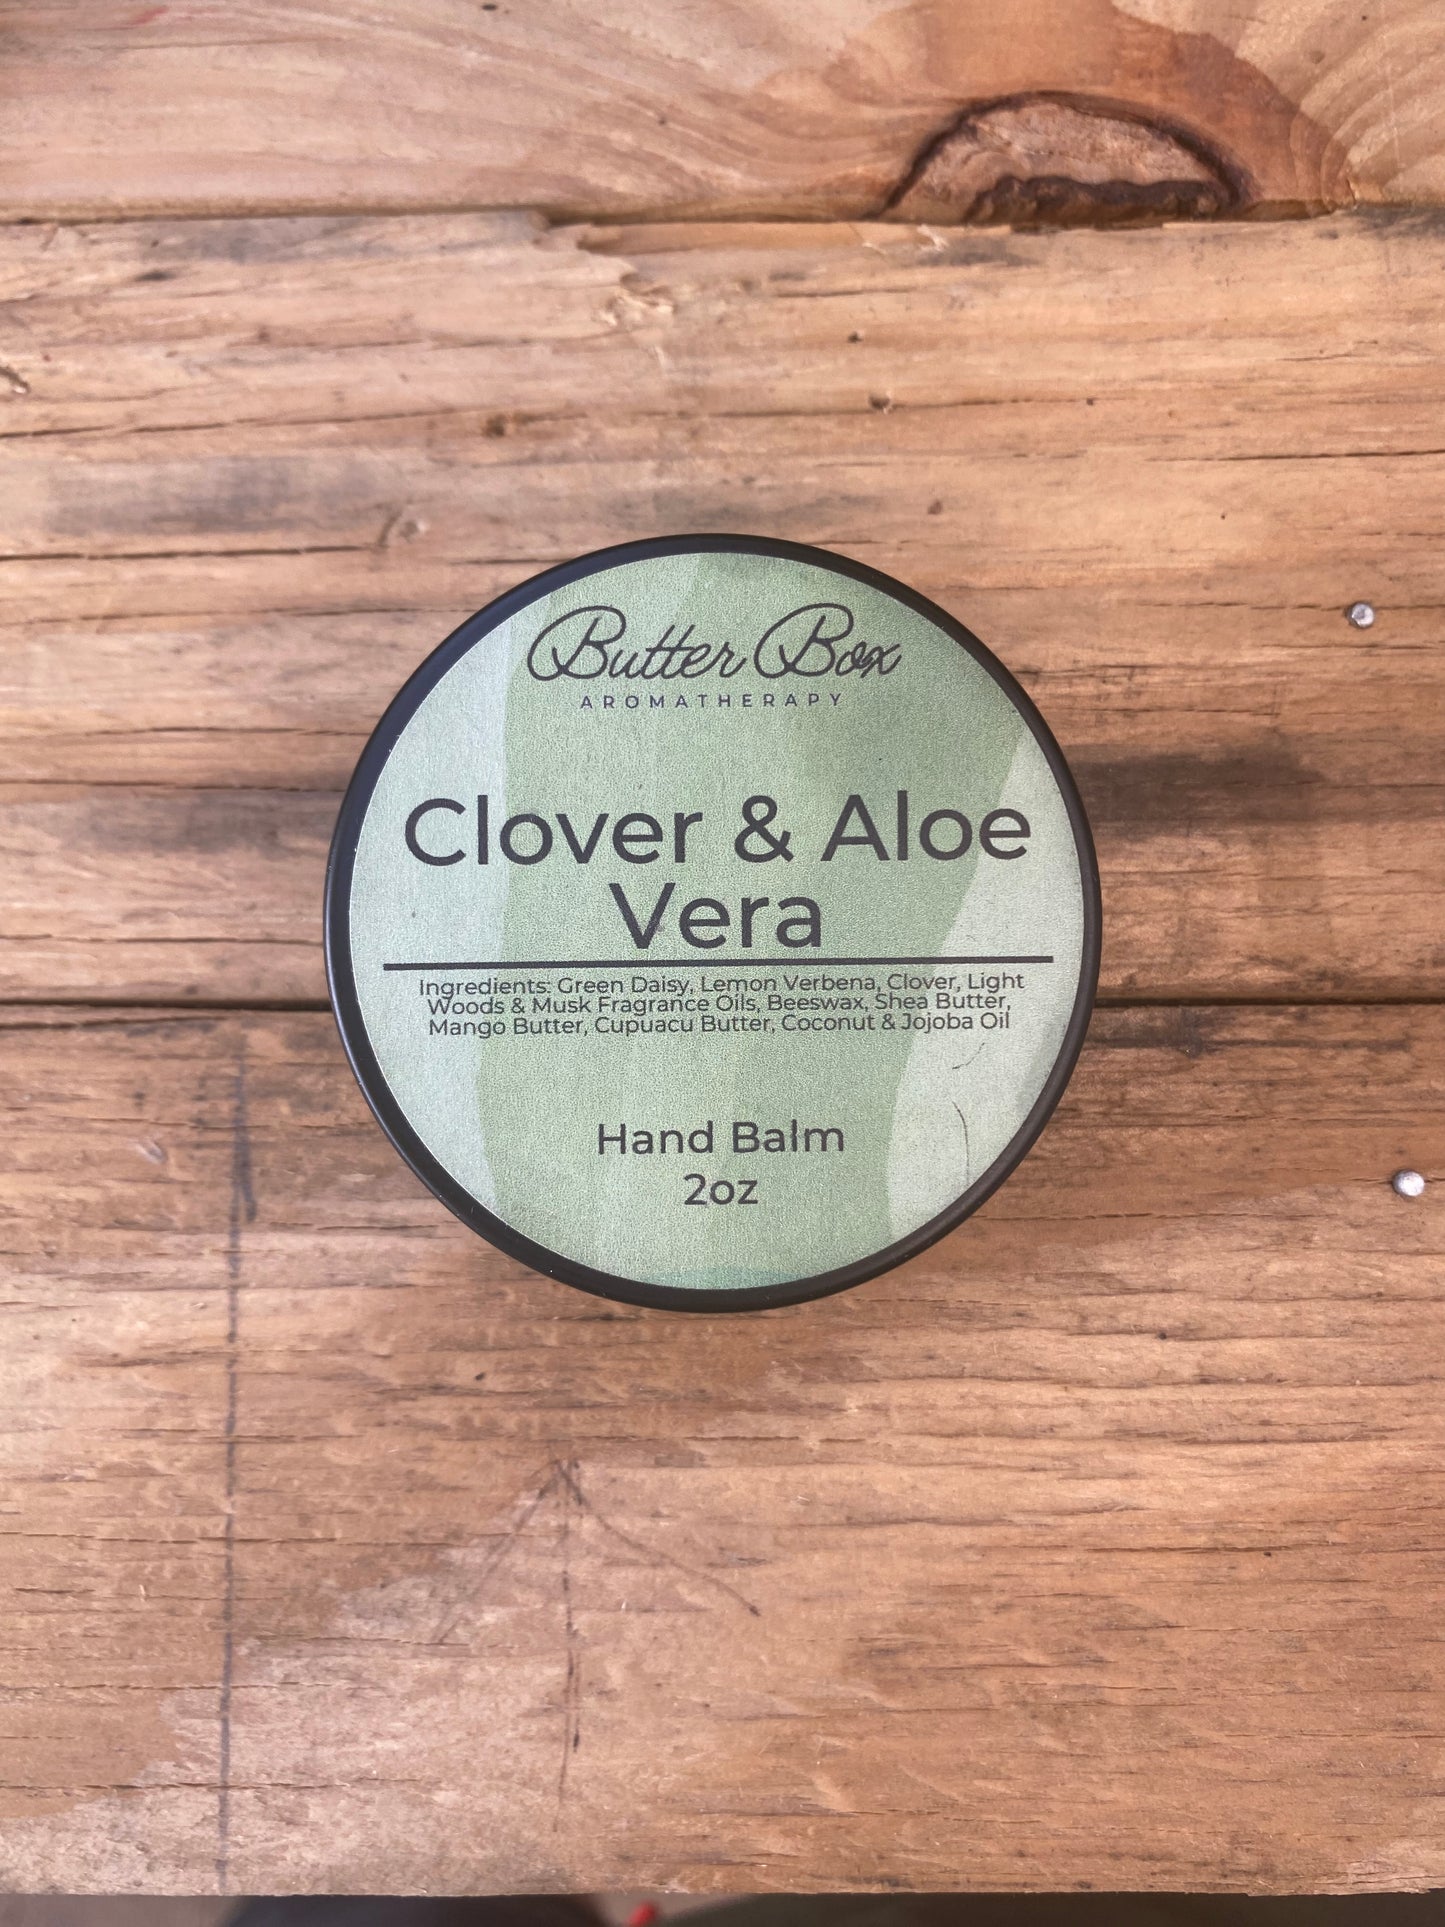 Butter Box
AROMATHERAPY
Clover & Aloe
Vera
Ingredients: Green Daisy, Lemon Verbena, Clover, Light
Woods & Musk Fragrance Oils, Beeswax, Shea Butter,
Mango Butter, Cupuacu Butter, Coconut & Jojoba Oil
Hand Balm
2oz